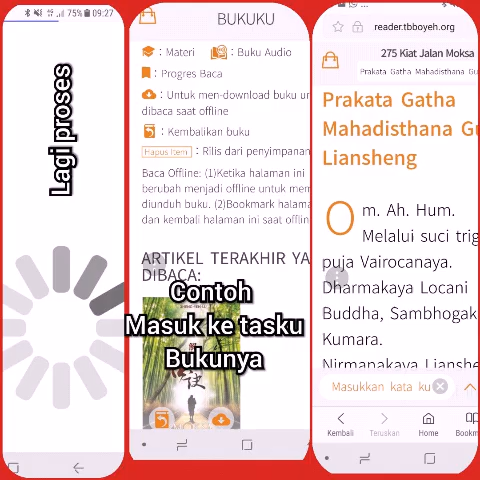 75% 09:27
Lagi proses
BUKUKU
: Materi : Buku Audio
: Progres Baca
: Untuk men-download buku un
dibaca saat offline
: Kembalikan buku
Hapus Item : Rilis dari penyimpanan
Baca Offline: (1)Ketika halaman ini
berubah menjadi offline untuk mem
diunduh buku. (2)Bookmark halama
dan kembali halaman ini saat offlin
ARTIKEL TERAKHIR YA
DIBACA:
Contoh
Masuk ke tasku
Bukunya
reader.tbboyeh.org
275 Kiat Jalan Moksa
Prakata Gatha Mahadisthana Gu
Prakata Gatha
Mahadisthana Gu
Liansheng
Om. Ah. Hum.
Melalui suci trig
puja Vairocanaya.
Dharmakaya Locani
Buddha, Sambhogak
Kumara.
Nirmanakaya Liansh
Masukkan kata ku
Kembali Teruskan Home Bookm